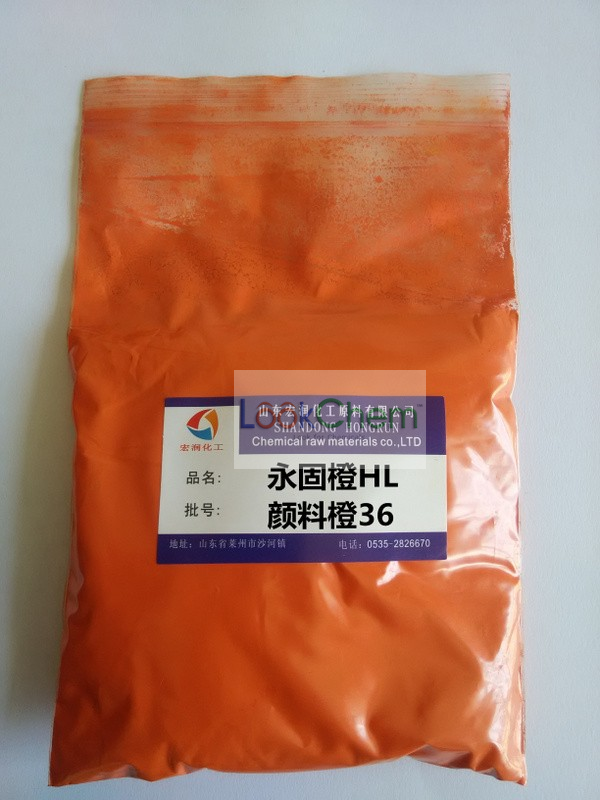 山东宏润化工原料有限公司
LookChem
SHANDONG HONGRUN
Chemical raw materials co.,LTD
宏润化工
品名: 永固橙HL
批号: 颜料橙36
地址: 山东省莱州市沙河镇 电话: 0535-2826670